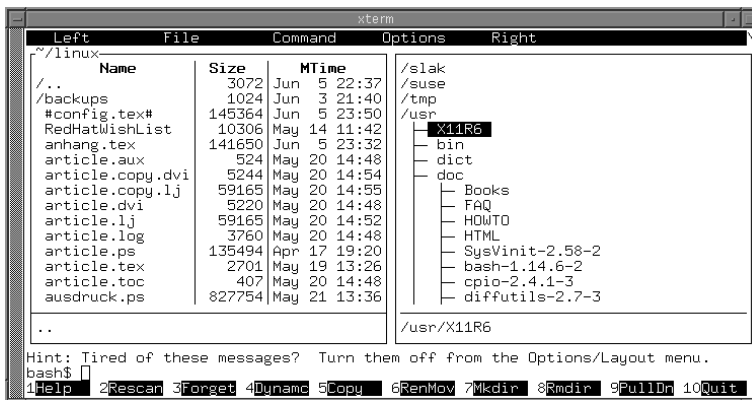 xterm
Left File Command Options Right
~/linux
Name Size MTime
/.. 3072 Jun 5 22:37
/backups 1024 Jun 3 21:40
#config.tex# 145364 Jun 5 23:50
RedHatWishList 10306 May 14 11:42
anhang.tex 141650 Jun 5 23:32
article.aux 524 May 20 14:48
article.copy.dvi 5244 May 20 14:54
article.copy.lj 59165 May 20 14:55
article.dvi 5220 May 20 14:48
article.lj 59165 May 20 14:52
article.log 3760 May 20 14:48
article.ps 135494 Apr 17 19:20
article.tex 2701 May 19 13:26
article.toc 407 May 20 14:48
ausdruck.ps 827754 May 21 13:36
..
/slak
/suse
/tmp
/usr
X11R6
bin
dict
doc
Books
FAQ
HOWTO
HTML
SysVinit-2.58-2
bash-1.14.6-2
cpio-2.4.1-3
diffutils-2.7-3
/usr/X11R6
Hint: Tired of these messages? Turn them off from the Options/Layout menu.
bash$
1Help 2Rescan 3Forget 4Dynamc 5Copy 6RenMov 7Mkdir 8Rmdir 9PullDn 10Quit